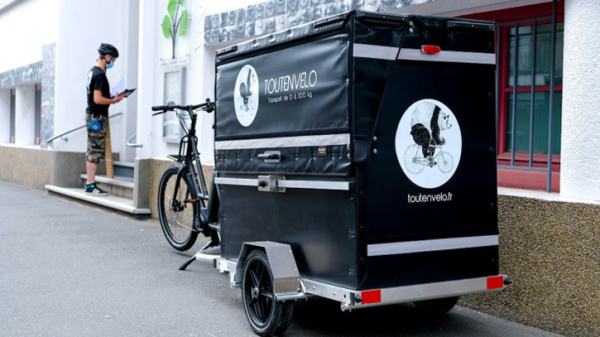 TOUTENVELO
Transport de 0 à 300 kg
toutenvelo.fr